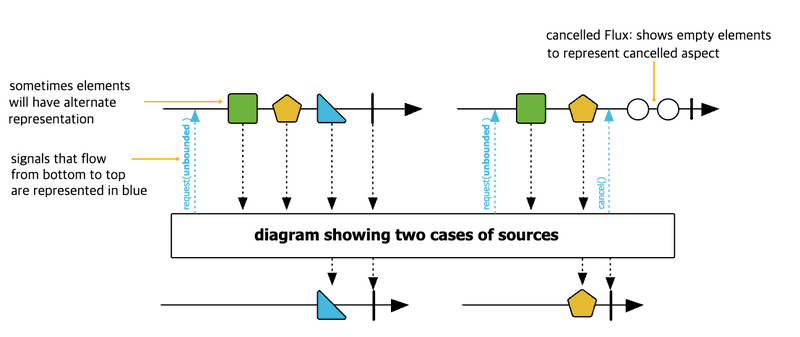 cancelled Flux: shows empty elements
to represent cancelled aspect
sometimes elements
will have alternate
representation
signals that flow
from bottom to top
are represented in blue
request(unbounded )
request(unbounded )
cancel()
diagram showing two cases of sources